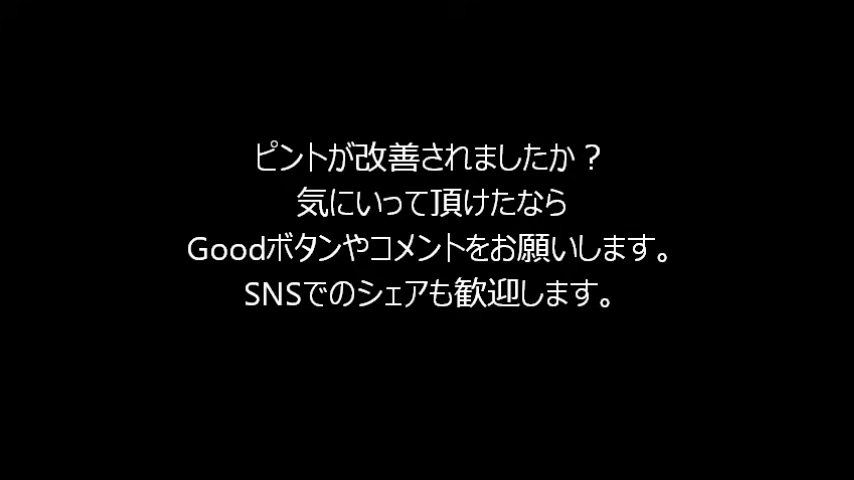 ピントが改善されましたか？
気にいって頂けたなら
Goodボタンやコメントをお願いします。
SNSでのシェアも歓迎します。